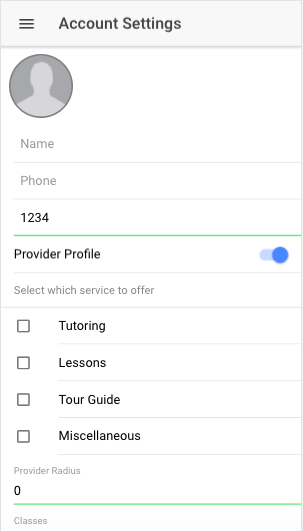 Account Settings
Name
Phone
1234
Provider Profile
Select which service to offer
Tutoring
Lessons
Tour Guide
Miscellaneous
Provider Radius
0
Classes